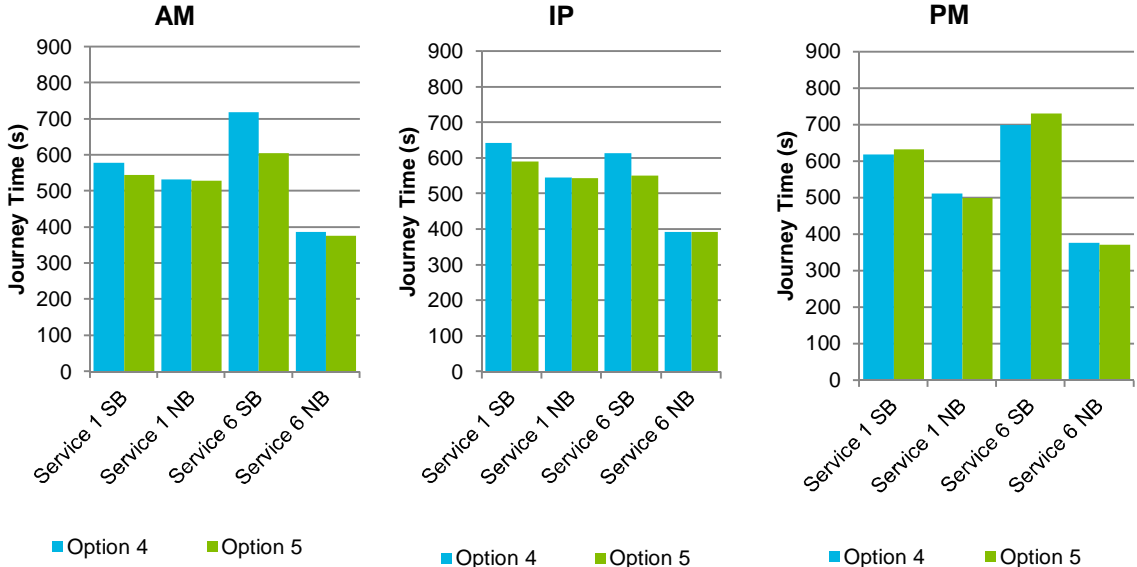 AM
900
800
700
600
500
400
300
200
100
0
Journey Time (s)
Service 1 SB
Service 1 NB
Service 6 SB
Service 6 NB
Option 4 Option 5
IP
900
800
700
600
500
400
300
200
100
0
Journey Time (s)
Service 1 SB
Service 1 NB
Service 6 SB
Service 6 NB
Option 4 Option 5
PM
900
800
700
600
500
400
300
200
100
0
Journey Time (s)
Service 1 SB
Service 1 NB
Service 6 SB
Service 6 NB
Option 4 Option 5